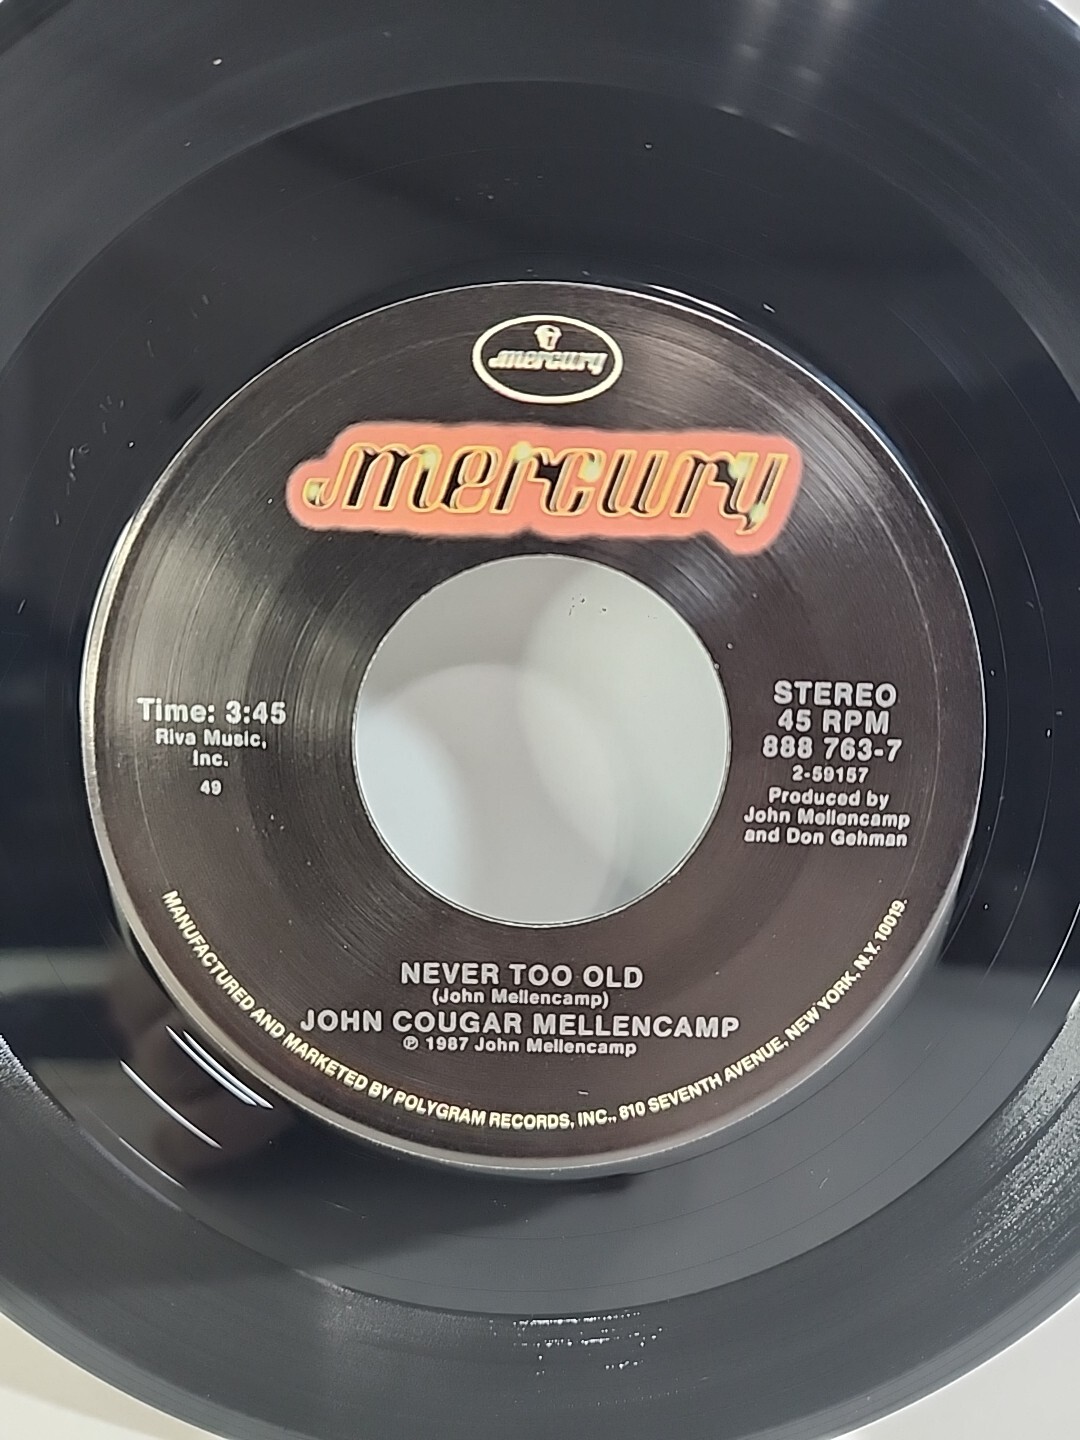 mercury
mercury
Time: 3:45
Riva Music,
Inc.
49
STEREO
45 RPM
888 763-7
2-59157
Produced by
John Mellencamp
and Don Gehman
NEVER TOO OLD
(John Mellencamp)
JOHN COUGAR MELLENCAMP
℗ 1987 John Mellencamp
MANUFACTURED AND MARKETED BY POLYGRAM RECORDS, INC., 810 SEVENTH AVENUE, NEW YORK, N.Y. 10019.